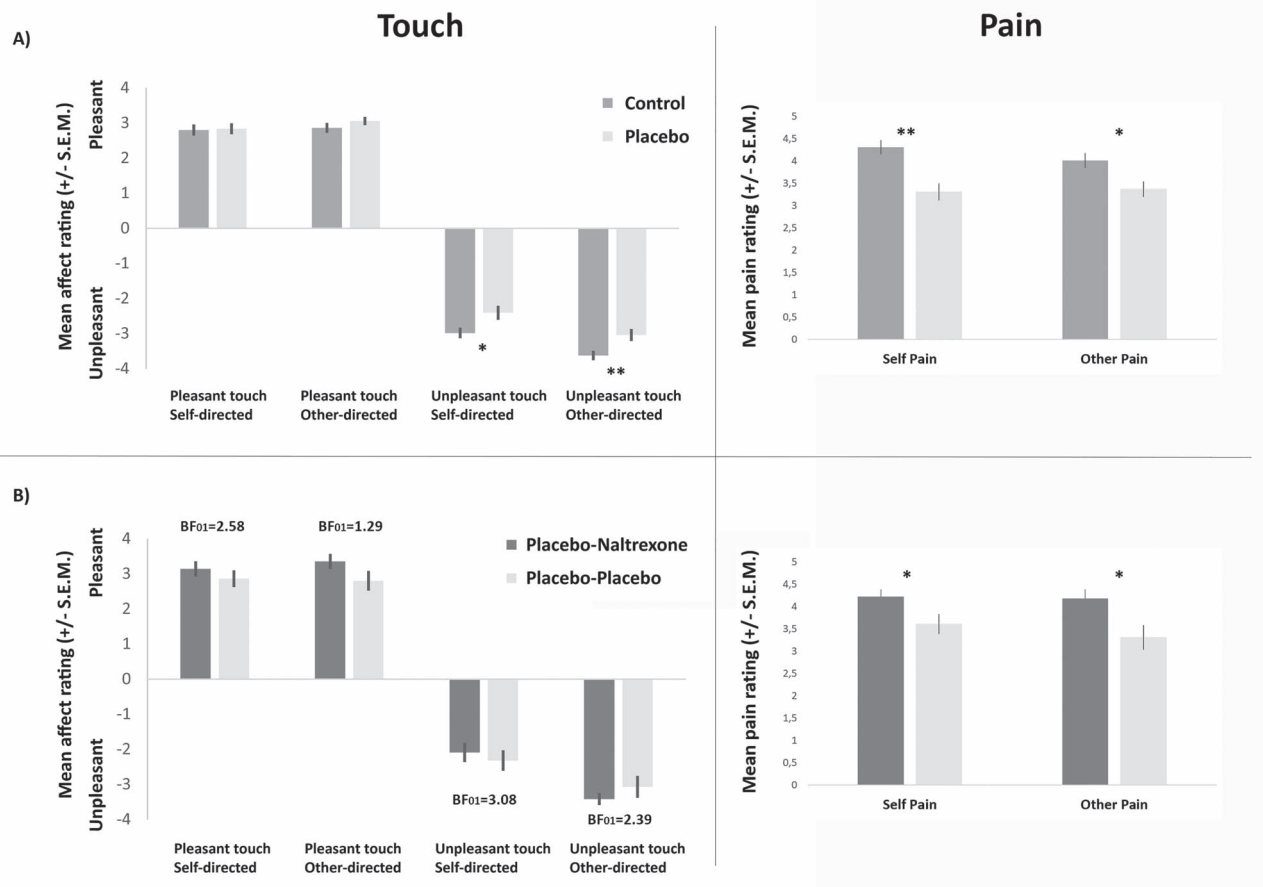 Touch
Pain
A)
Mean affect rating (+/- S.E.M.)
Unpleasant
Pleasant
4
3
2
1
0
-1
-2
-3
-4
Control
Placebo
*
**
Pleasant touch
Self-directed
Pleasant touch
Other-directed
Unpleasant touch
Self-directed
Unpleasant touch
Other-directed
Mean pain rating (+/- S.E.M.)
5
4,5
4
3,5
3
2,5
2
1,5
1
0,5
0
**
*
Self Pain
Other Pain
B)
Mean affect rating (+/- S.E.M.)
Unpleasant
Pleasant
4
3
2
1
0
-1
-2
-3
-4
BF01=2.58
BF01=1.29
Placebo-Naltrexone
Placebo-Placebo
BF01=3.08
BF01=2.39
Pleasant touch
Self-directed
Pleasant touch
Other-directed
Unpleasant touch
Self-directed
Unpleasant touch
Other-directed
Mean pain rating (+/- S.E.M.)
5
4,5
4
3,5
3
2,5
2
1,5
1
0,5
0
*
*
Self Pain
Other Pain